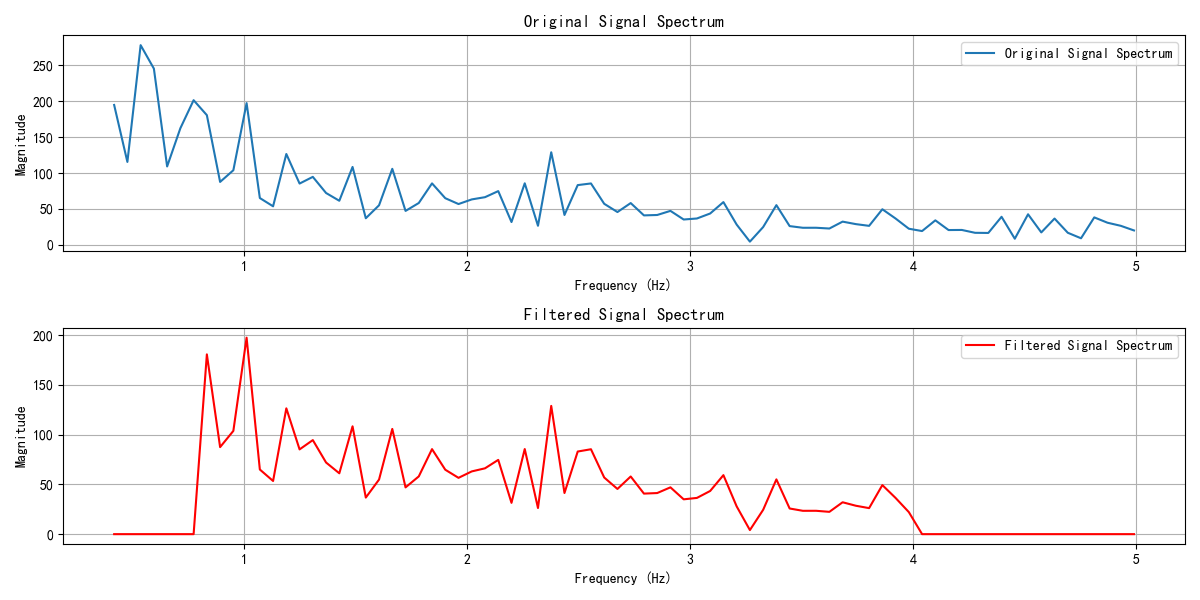 Original Signal Spectrum
Original Signal Spectrum
Magnitude
250
200
150
100
50
0
1 2 3 4 5
Frequency (Hz)
Filtered Signal Spectrum
Filtered Signal Spectrum
Magnitude
200
150
100
50
0
1 2 3 4 5
Frequency (Hz)